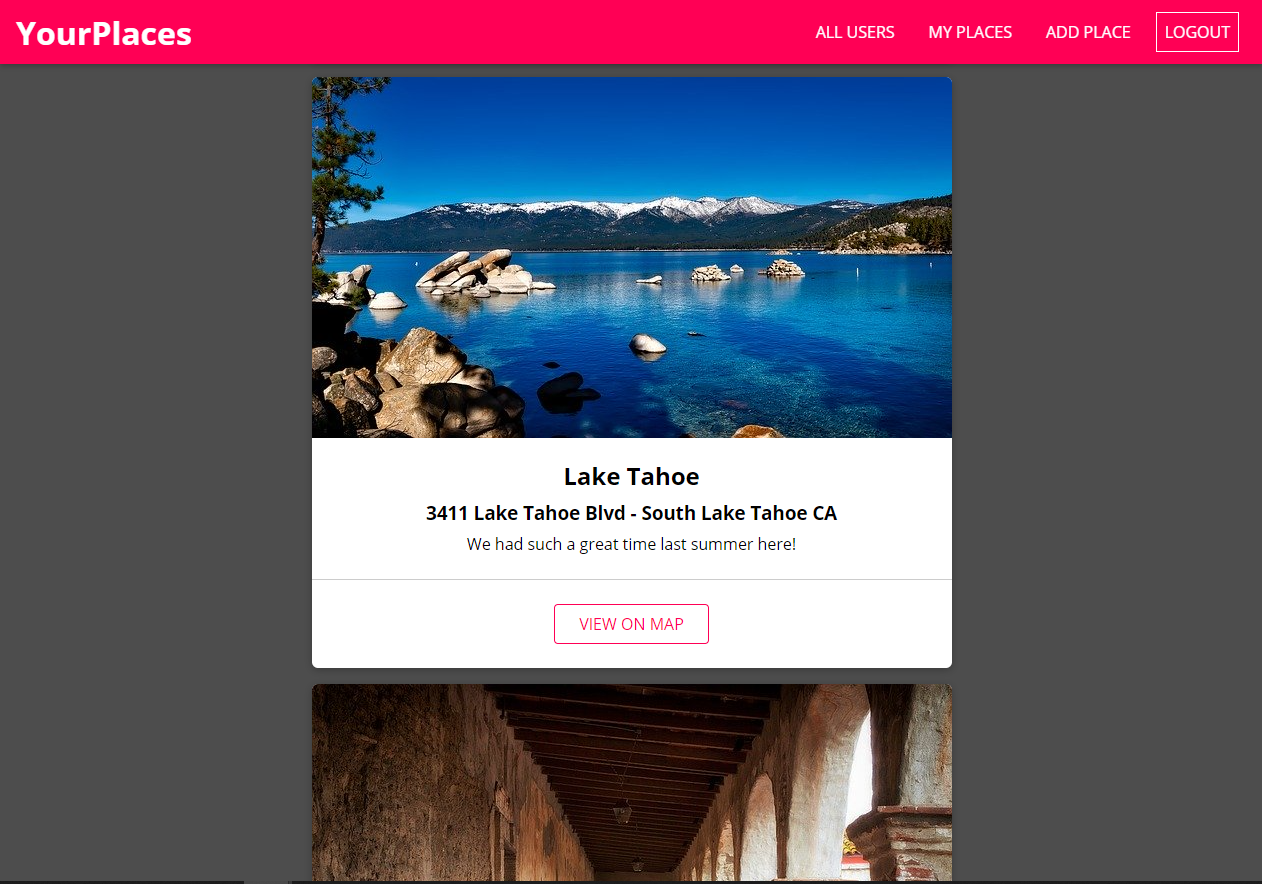 YourPlaces
ALL USERS
MY PLACES
ADD PLACE
LOGOUT
Lake Tahoe
3411 Lake Tahoe Blvd - South Lake Tahoe CA
We had such a great time last summer here!
VIEW ON MAP